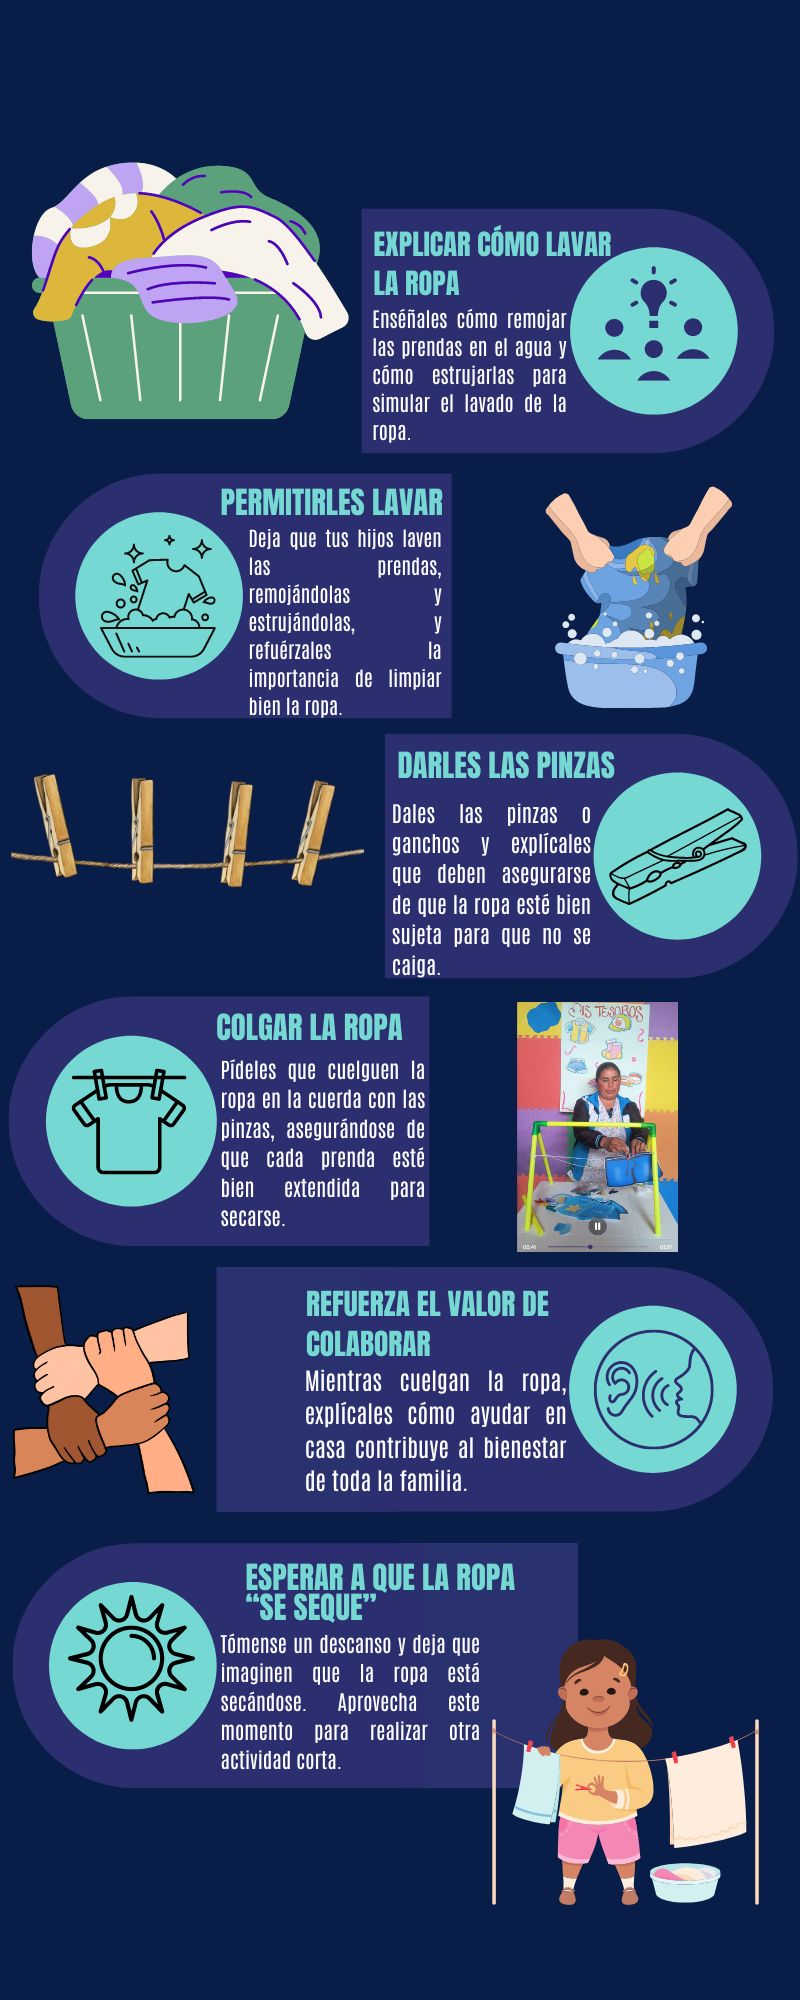 EXPLICAR CÓMO LAVAR
LA ROPA
Enséñales cómo remojar
las prendas en el agua y
cómo estrujarlas para
simular el lavado de la
ropa.
PERMITIRLES LAVAR
Deja que tus hijos laven
las prendas,
remojándolas y
estrujándolas, y
refuérzales la
importancia de limpiar
bien la ropa.
DARLES LAS PINZAS
Dales las pinzas o
ganchos y explícales
que deben asegurarse
de que la ropa esté bien
sujeta para que no se
caiga.
COLGAR LA ROPA
Pídeles que cuelguen la
ropa en la cuerda con las
pinzas, asegurándose de
que cada prenda esté
bien extendida para
secarse.
MIS TESOROS
00:41
01:37
REFUERZA EL VALOR DE
COLABORAR
Mientras cuelgan la ropa,
explícales cómo ayudar en
casa contribuye al bienestar
de toda la familia.
ESPERAR A QUE LA ROPA
“SE SEQUE”
Tómense un descanso y deja que
imaginen que la ropa está
secándose. Aprovecha este
momento para realizar otra
actividad corta.